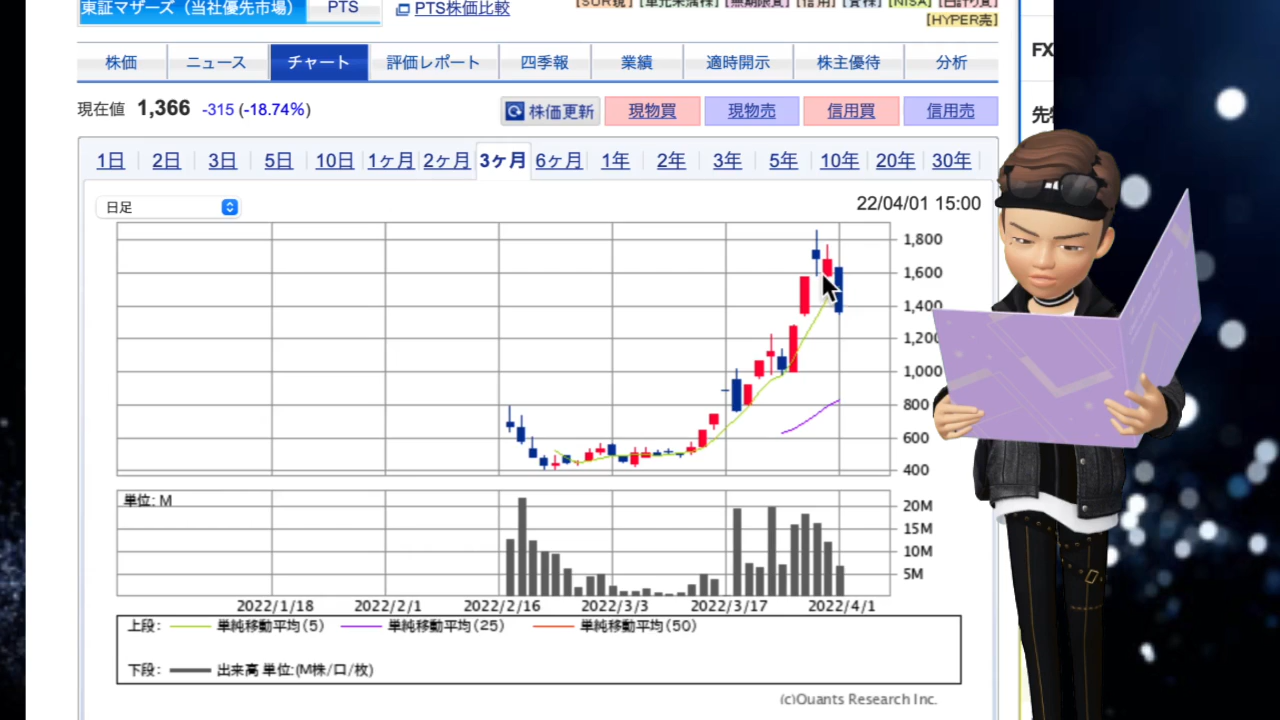 東証マザーズ（当社優先市場） PTS PTS株価比較
[HYPER売]
株価 ニュース チャート 評価レポート 四季報 業績 適時開示 株主優待 分析
FX
現在値 1,366 -315 (-18.74%) 株価更新 現物買 現物売 信用買 信用売
1日 2日 3日 5日 10日 1ヶ月 2ヶ月 3ヶ月 6ヶ月 1年 2年 3年 5年 10年 20年 30年
日足
22/04/01 15:00
1,800
1,600
1,400
1,200
1,000
800
600
400
単位: M
20M
15M
10M
5M
2022/1/18 2022/2/1 2022/2/16 2022/3/3 2022/3/17 2022/4/1
上段: 単純移動平均(5) 単純移動平均(25) 単純移動平均(50)
下段: 出来高 単位:(M株/口/枚)
(c)Quants Research Inc.